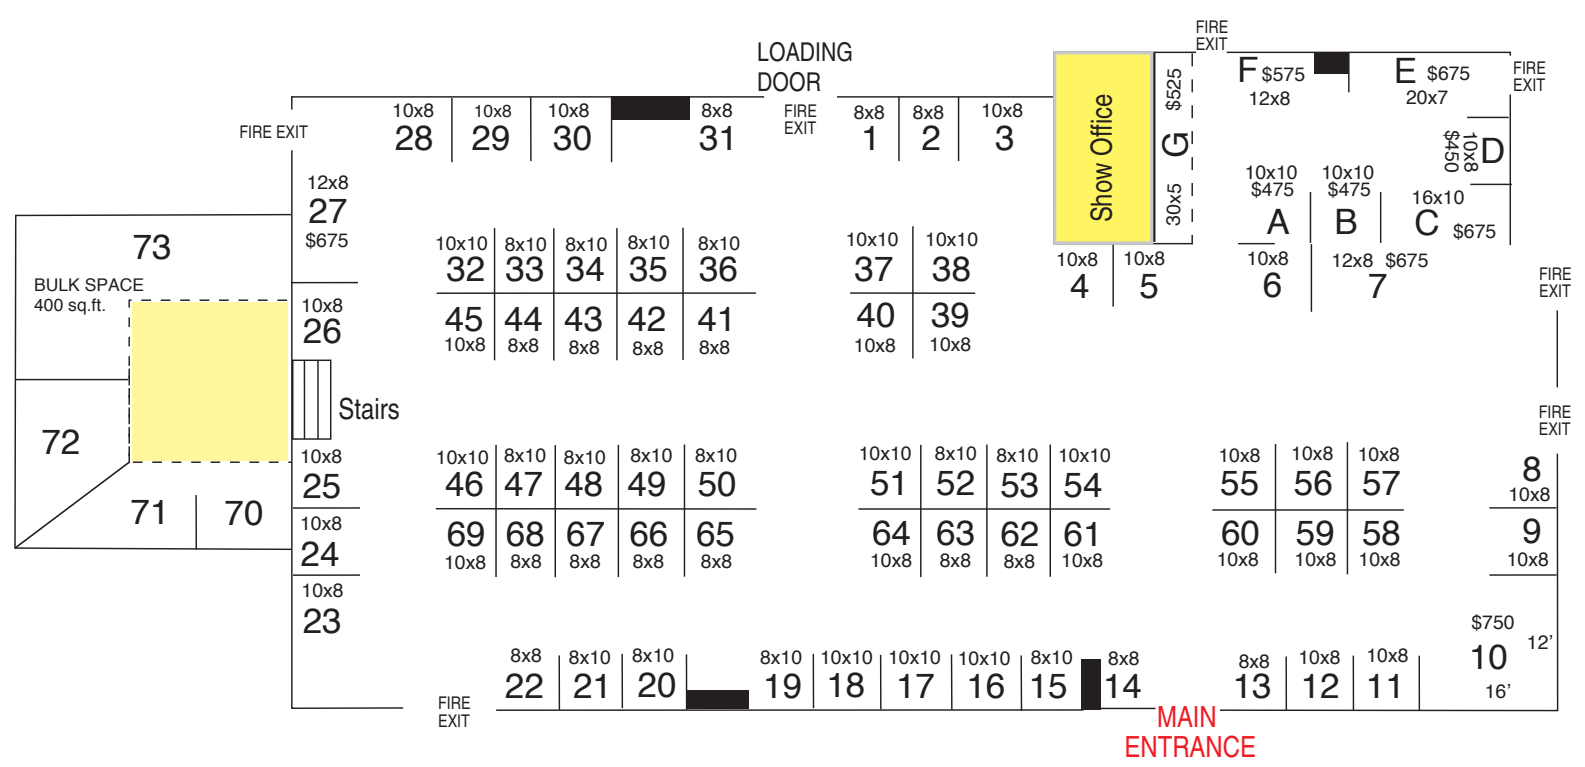 FIRE
EXIT
LOADING
DOOR
F $575
12x8
E $675
20x7
FIRE
EXIT
FIRE EXIT
10x8
28
10x8
29
10x8
30
8x8
31
FIRE
EXIT
8x8
1
8x8
2
10x8
3
Show Office
$525
G
30x5
10x8
$450
D
10x10
$475
A
10x10
$475
B
16x10
C $675
12x8
27
$675
73
BULK SPACE
400 sq.ft.
10x10
32
8x10
33
8x10
34
8x10
35
8x10
36
10x10
37
10x10
38
10x8
4
10x8
5
10x8
6
12x8 $675
7
FIRE
EXIT
10x8
26
45
10x8
44
8x8
43
8x8
42
8x8
41
8x8
40
10x8
39
10x8
Stairs
72
FIRE
EXIT
10x8
25
10x10
46
8x10
47
8x10
48
8x10
49
8x10
50
10x10
51
8x10
52
8x10
53
10x10
54
10x8
55
10x8
56
10x8
57
8
10x8
71
70
10x8
24
69
10x8
68
8x8
67
8x8
66
8x8
65
8x8
64
10x8
63
8x8
62
8x8
61
10x8
60
10x8
59
10x8
58
10x8
9
10x8
10x8
23
$750
10
12'
16'
8x8
22
8x10
21
8x10
20
8x10
19
10x10
18
10x10
17
10x10
16
8x10
15
8x8
14
8x8
13
10x8
12
10x8
11
FIRE
EXIT
MAIN
ENTRANCE